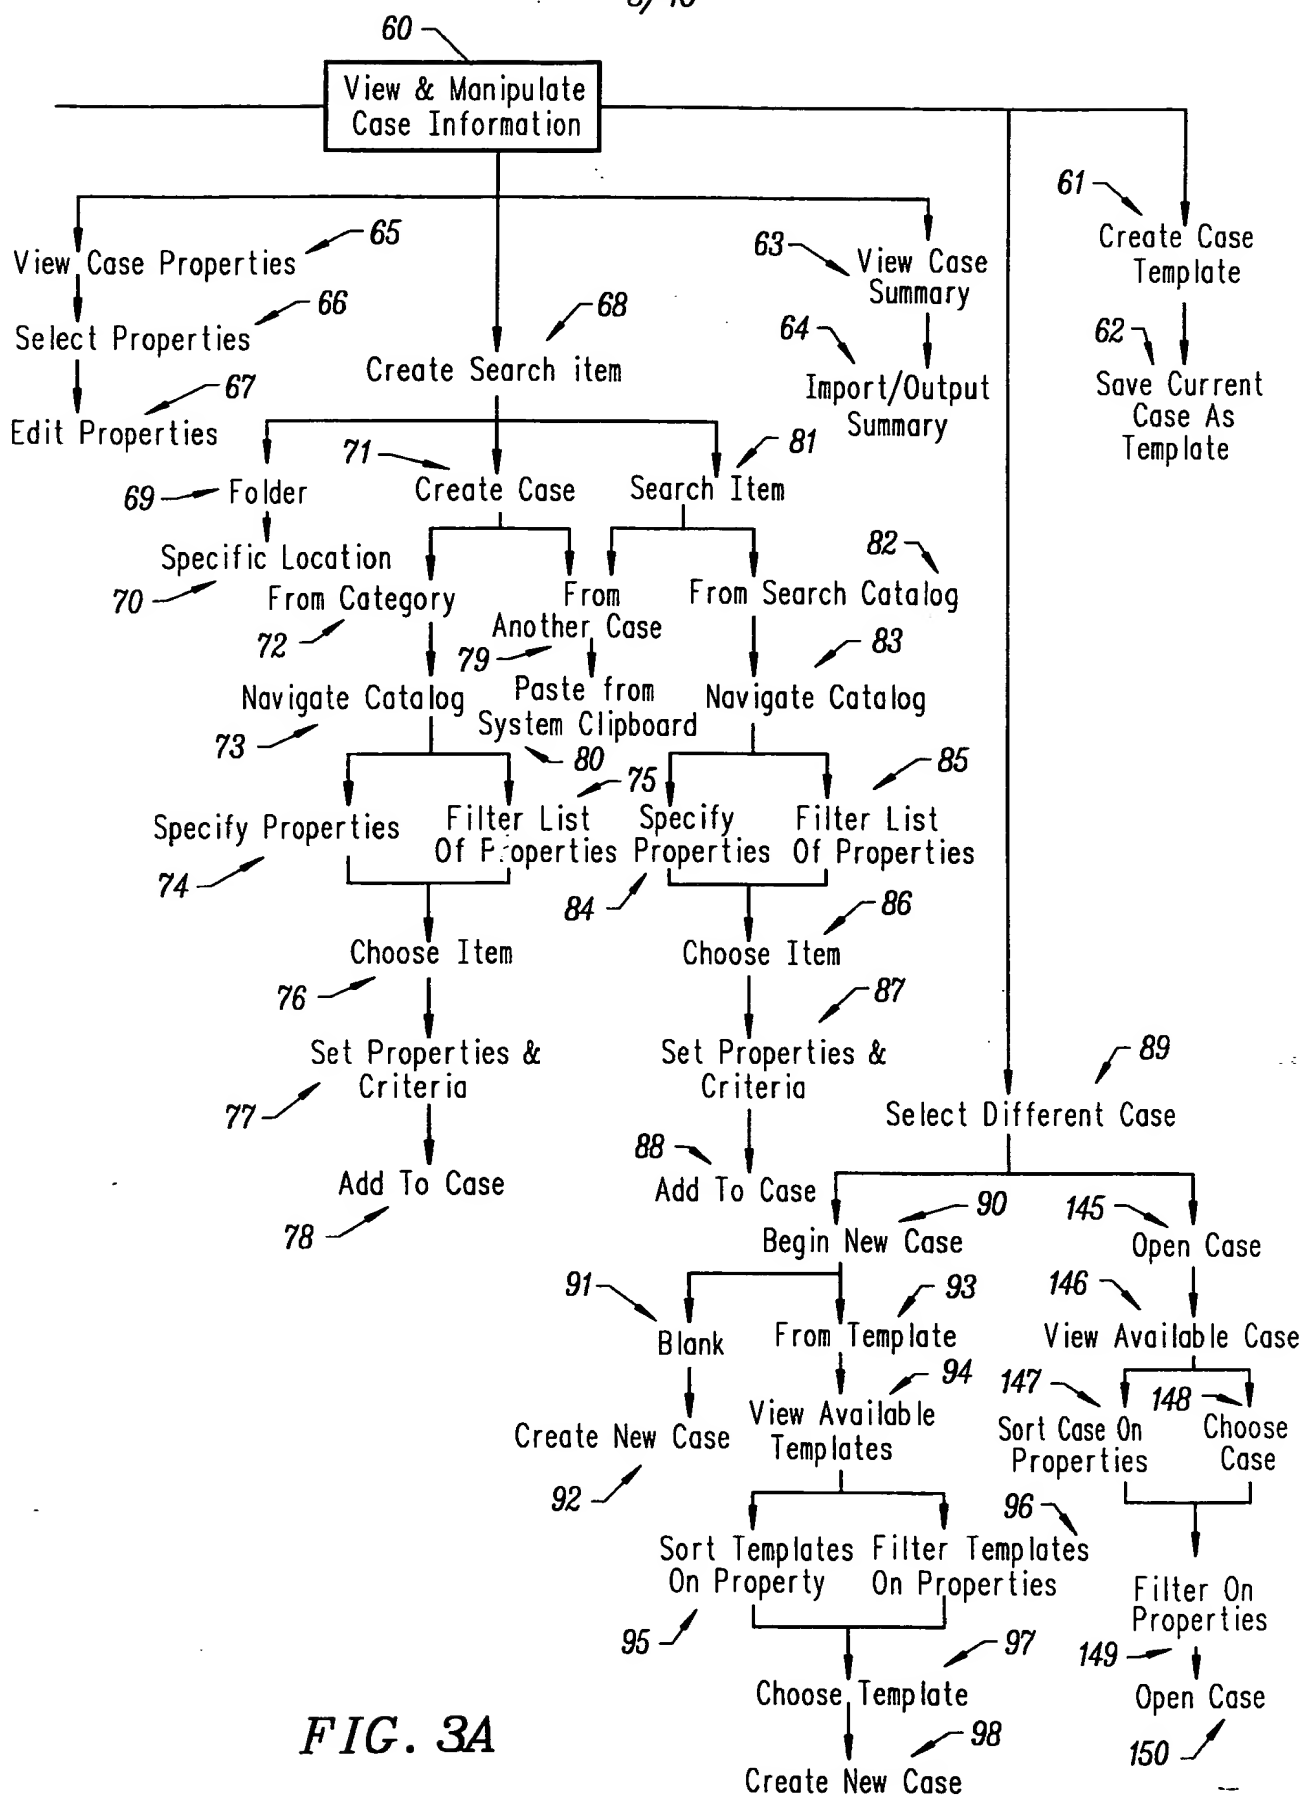 60
View & Manipulate
Case Information
61
Create Case
Template
65
View Case Properties
63
View Case
Summary
66
Select Properties
68
Create Search item
64
Import/Output
Summary
62
Save Current
Case As
Template
67
Edit Properties
71
81
69
Folder
Create Case
Search Item
Specific Location
70
82
From Category
From
Another Case
From Search Catalog
72
79
83
Navigate Catalog
Paste from
System Clipboard
Navigate Catalog
73
80
75
85
Specify Properties
Filter List
Of Properties
Specify
Properties
Filter List
Of Properties
74
84
86
Choose Item
Choose Item
76
87
Set Properties &
Criteria
Set Properties &
Criteria
77
89
Select Different Case
88
Add To Case
Add To Case
78
90
145
Begin New Case
Open Case
91
93
146
Blank
From Template
View Available Case
94
147
148
Create New Case
View Available
Templates
Sort Case On
Properties
Choose
Case
92
96
Sort Templates
On Property
Filter Templates
On Properties
Filter On
Properties
95
97
149
Choose Template
Open Case
98
150
Create New Case
FIG. 3A